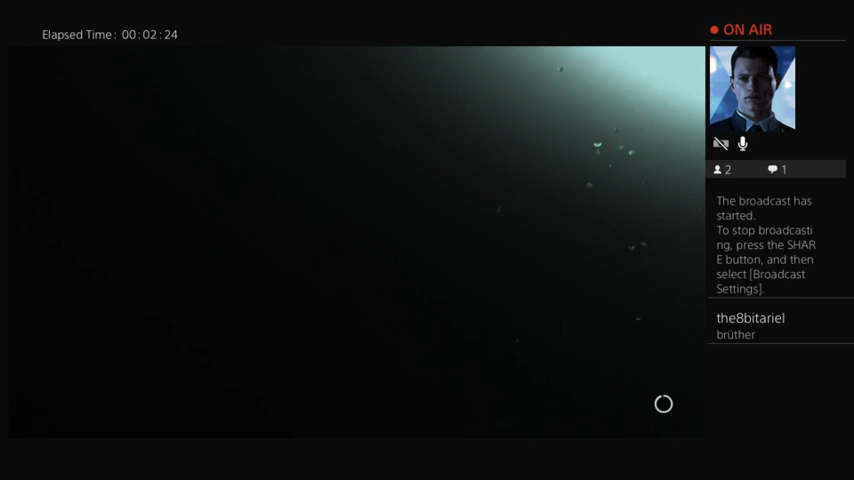 Elapsed Time: 00:02:24
ON AIR
2
1
The broadcast has
started.
To stop broadcasti
ng, press the SHAR
E button, and then
select [Broadcast
Settings].
the8bitariel
brüther